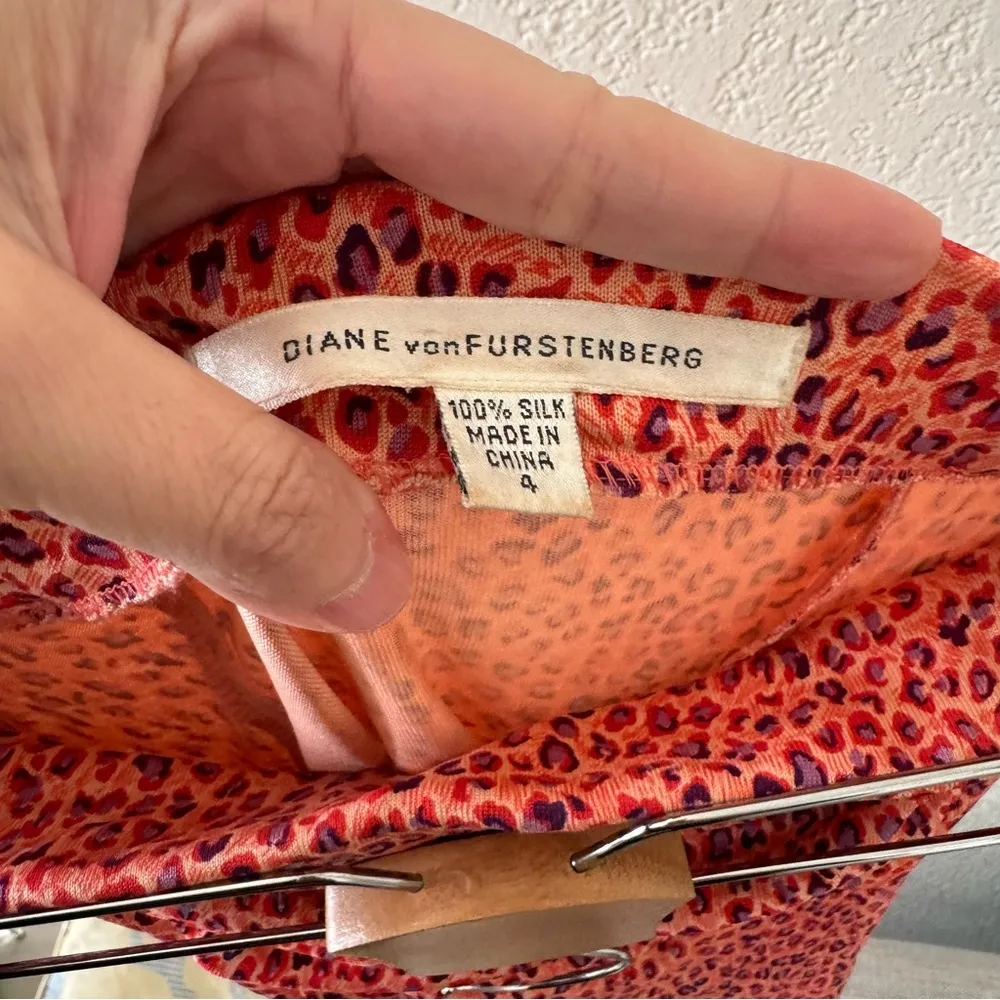 DIANE vonFURSTENBERG
100% SILK
MADE IN
CHINA
4